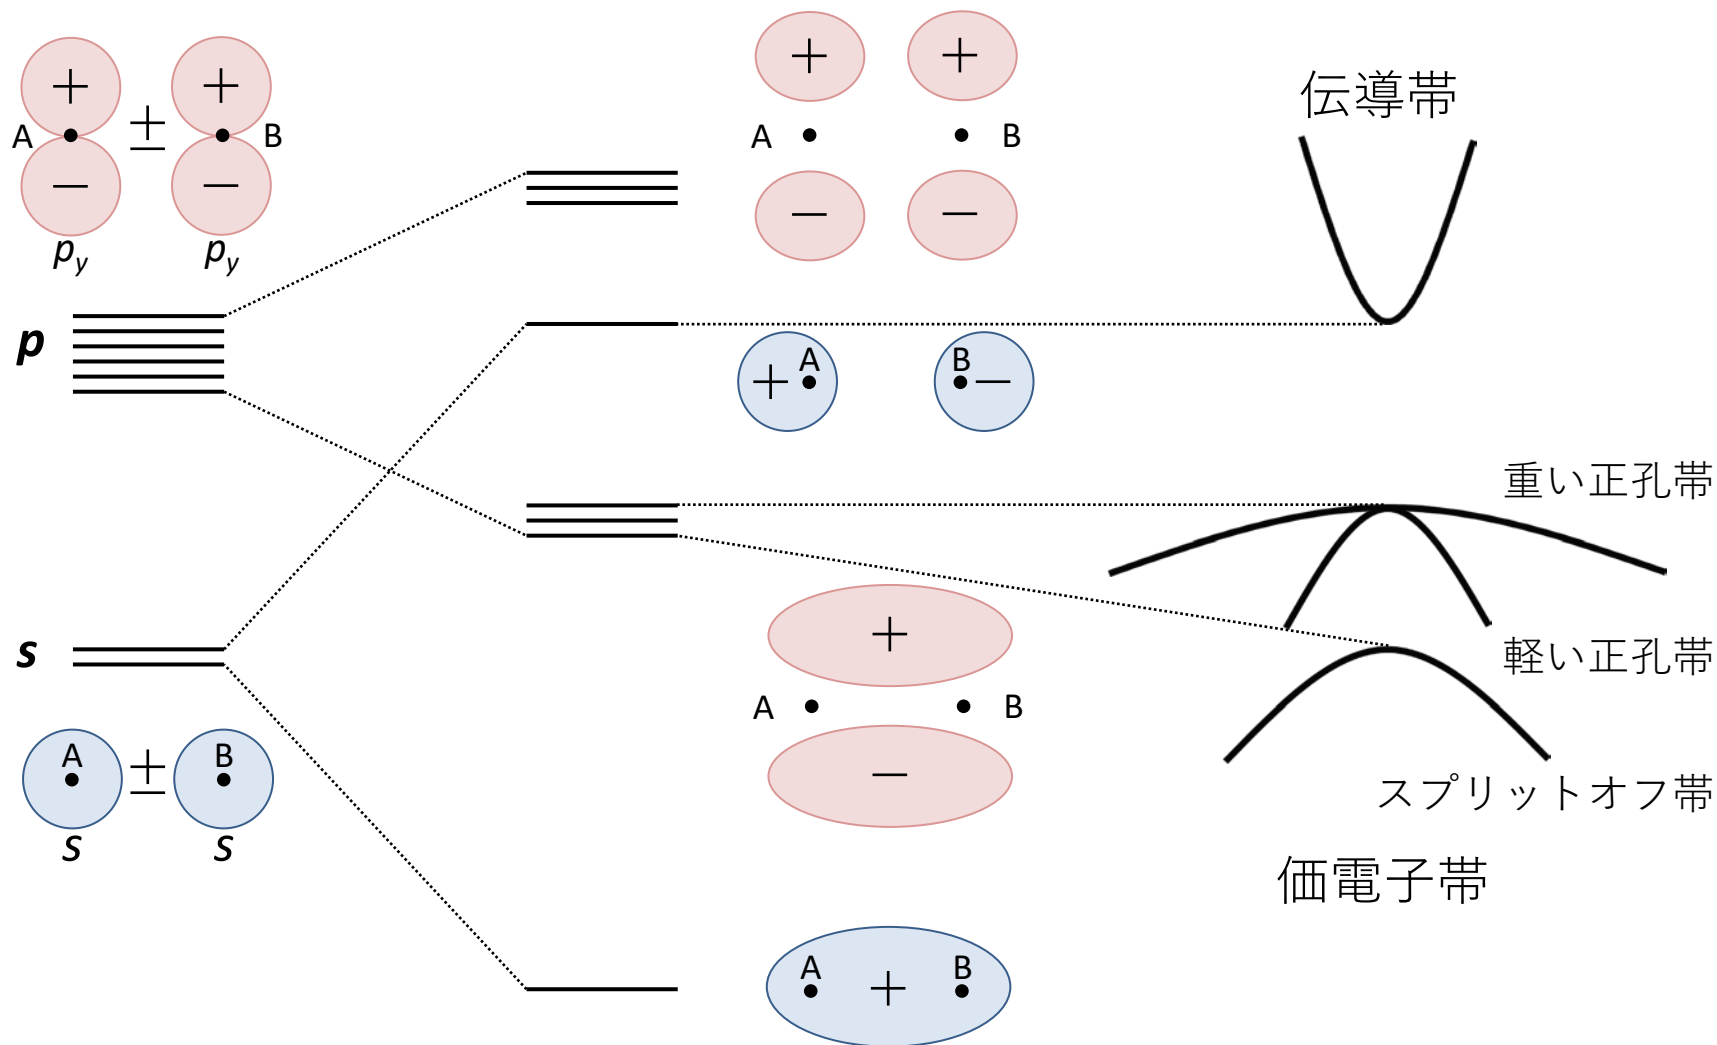 + ± +
A B
− −
p_y p_y
p
s
A ± B
s s
+ +
A B
− −
+ A B −
+
A B
−
A + B
伝導帯
重い正孔帯
軽い正孔帯
スプリットオフ帯
価電子帯